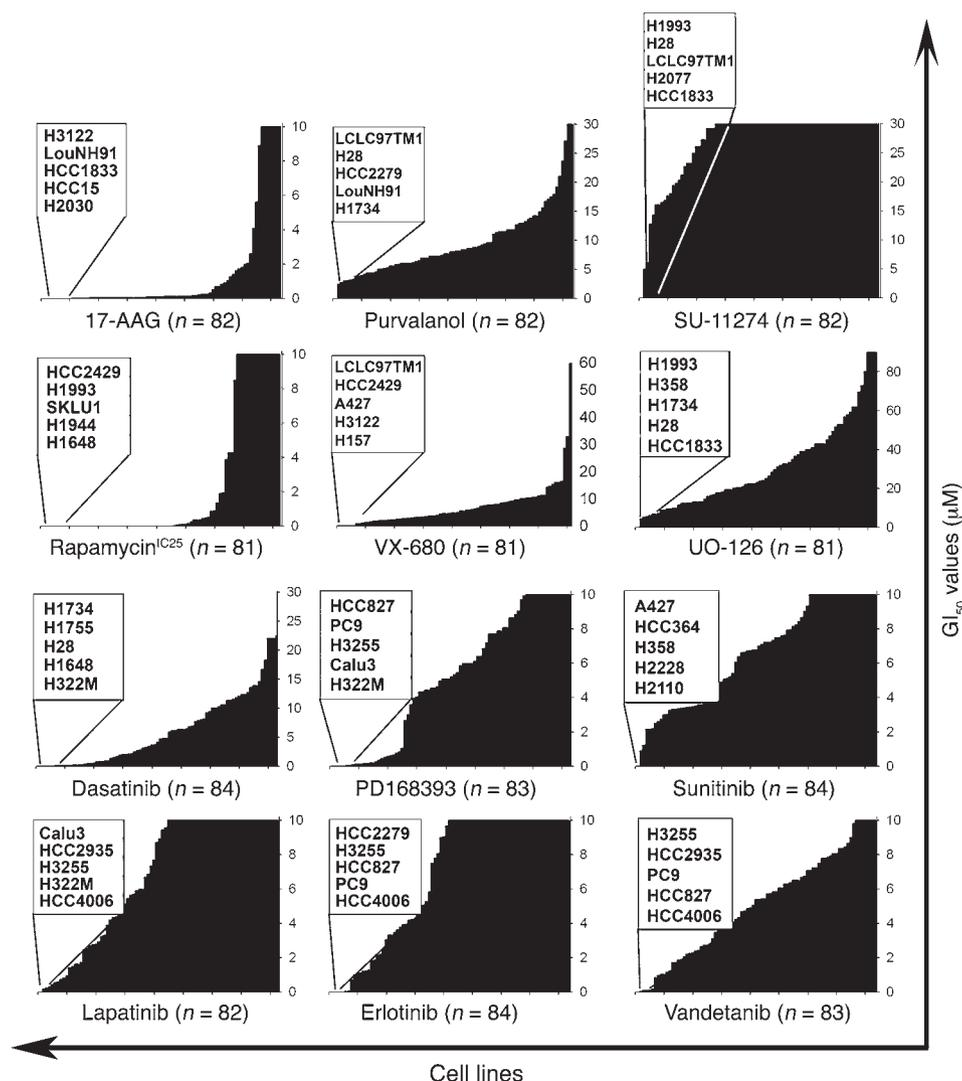 H1993
H28
LCLC97TM1
H2077
HCC1833
H3122
LouNH91
HCC1833
HCC15
H2030
10
8
6
4
2
0
17-AAG (n = 82)
LCLC97TM1
H28
HCC2279
LouNH91
H1734
30
25
20
15
10
5
0
Purvalanol (n = 82)
30
25
20
15
10
5
0
SU-11274 (n = 82)
HCC2429
H1993
SKLU1
H1944
H1648
10
8
6
4
2
0
Rapamycin^IC25 (n = 81)
LCLC97TM1
HCC2429
A427
H3122
H157
60
50
40
30
20
10
0
VX-680 (n = 81)
H1993
H358
H1734
H28
HCC1833
80
60
40
20
0
UO-126 (n = 81)
GI50 values (µM)
H1734
H1755
H28
H1648
H322M
30
25
20
15
10
5
0
Dasatinib (n = 84)
HCC827
PC9
H3255
Calu3
H322M
10
8
6
4
2
0
PD168393 (n = 83)
A427
HCC364
H358
H2228
H2110
10
8
6
4
2
0
Sunitinib (n = 84)
Calu3
HCC2935
H3255
H322M
HCC4006
10
8
6
4
2
0
Lapatinib (n = 82)
HCC2279
H3255
HCC827
PC9
HCC4006
10
8
6
4
2
0
Erlotinib (n = 84)
H3255
HCC2935
PC9
HCC827
HCC4006
10
8
6
4
2
0
Vandetanib (n = 83)
Cell lines